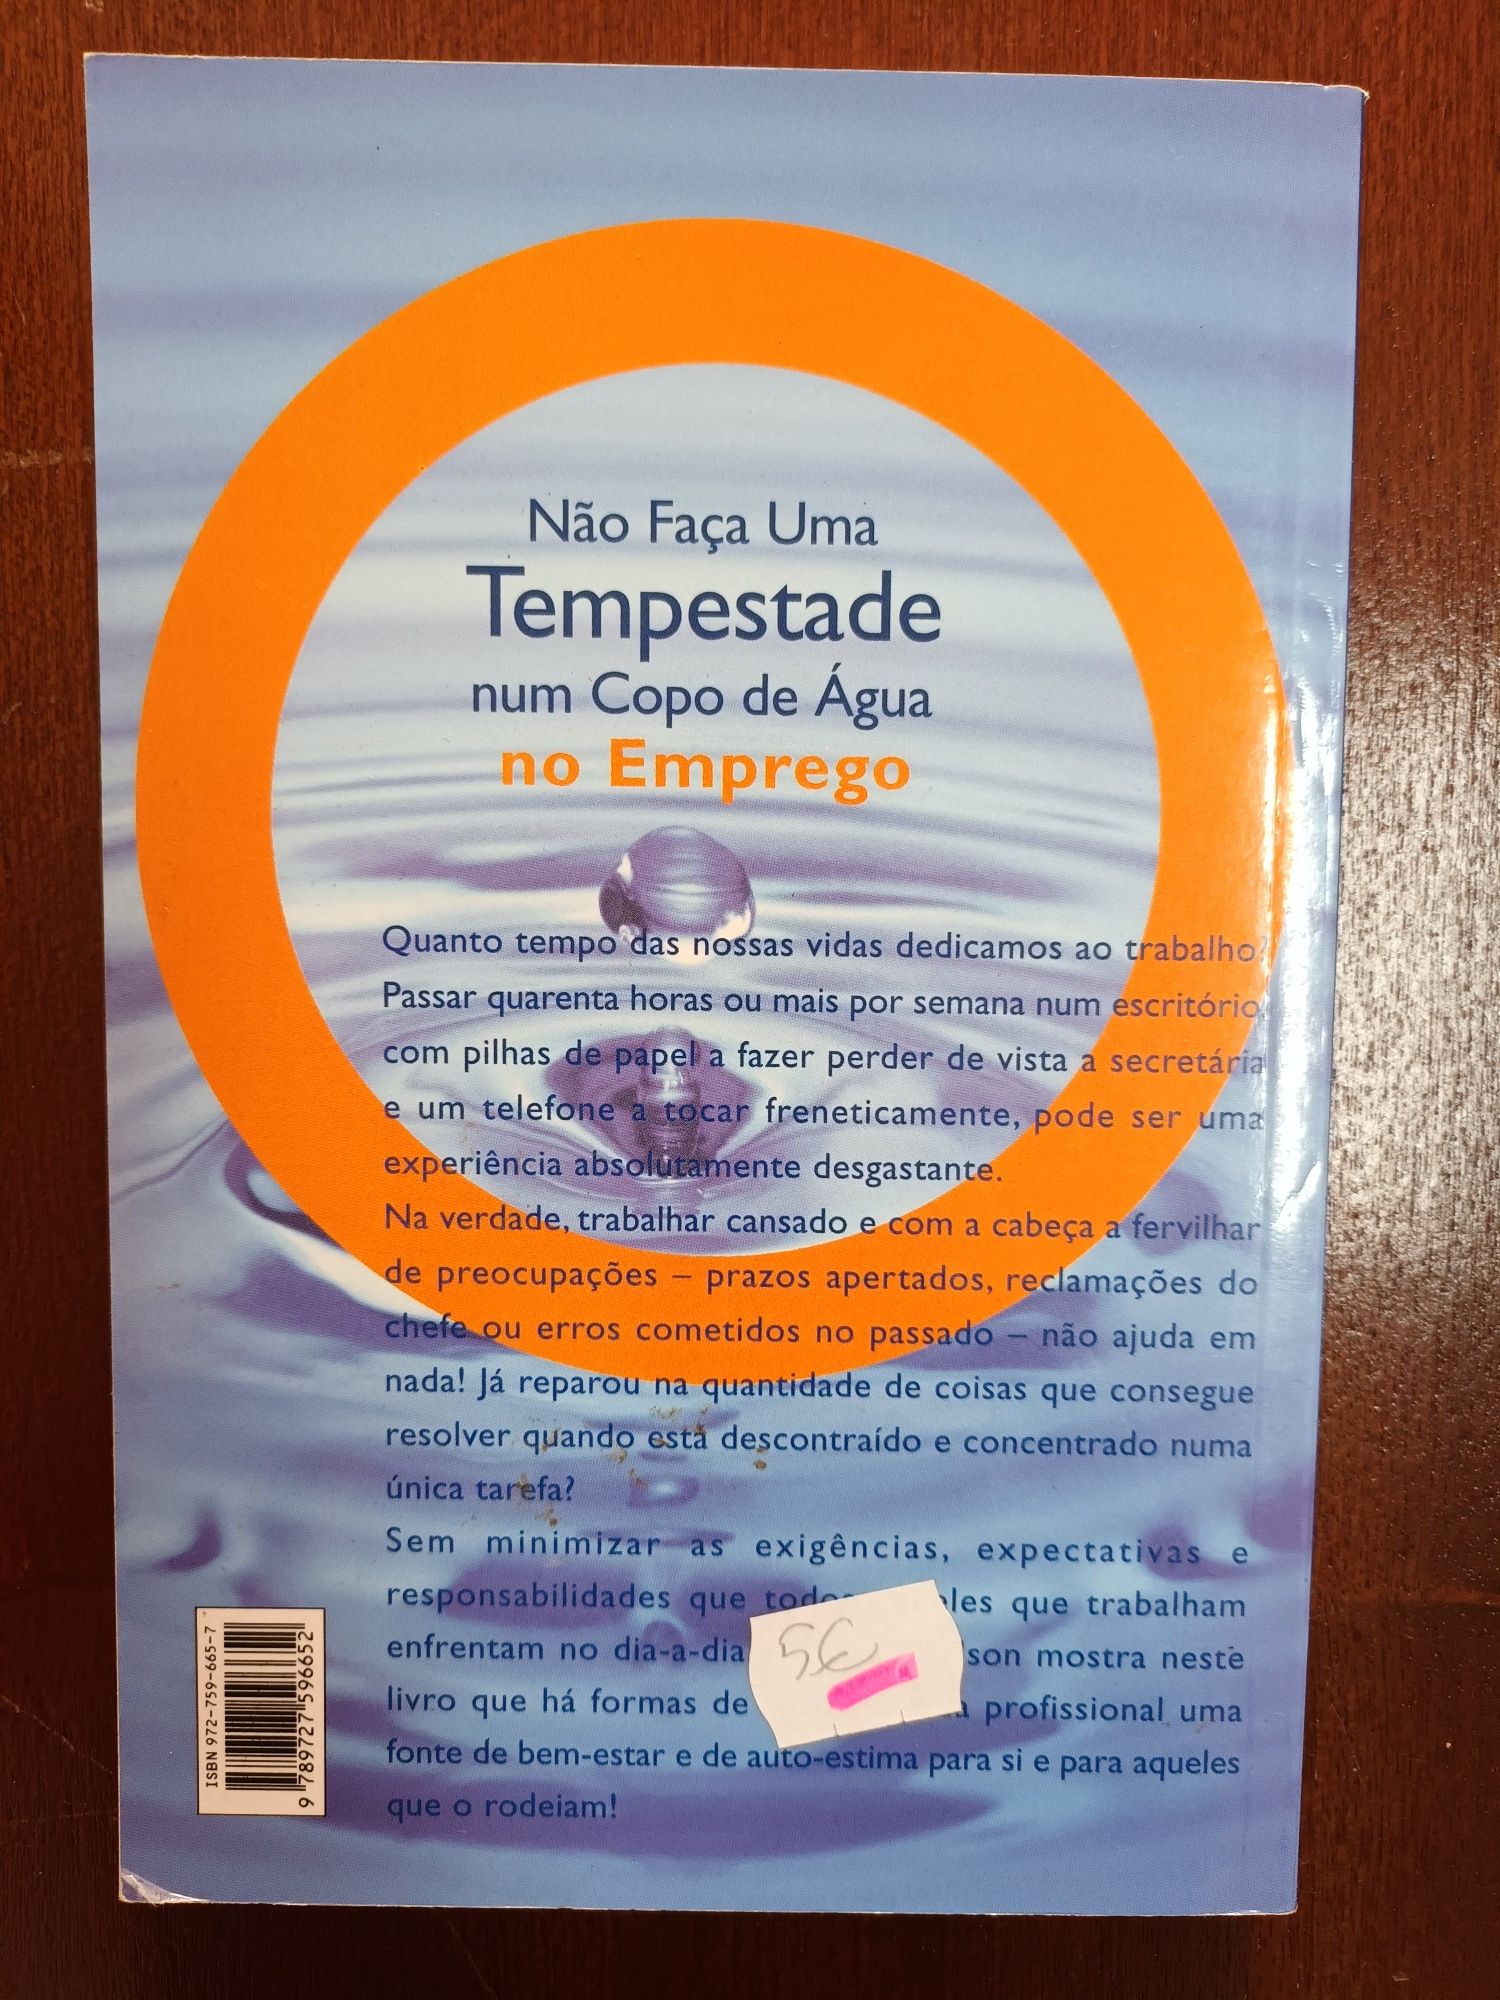 Não Faça Uma
Tempestade
num Copo de Água
no Emprego
Quanto tempo das nossas vidas dedicamos ao trabalho?
Passar quarenta horas ou mais por semana num escritório,
com pilhas de papel a fazer perder de vista a secretária
e um telefone a tocar freneticamente, pode ser uma
experiência absolutamente desgastante.
Na verdade, trabalhar cansado e com a cabeça a fervilhar
de preocupações – prazos apertados, reclamações do
chefe ou erros cometidos no passado – não ajuda em
nada! Já reparou na quantidade de coisas que consegue
resolver quando está descontraído e concentrado numa
única tarefa?
Sem minimizar as exigências, expectativas e
responsabilidades que que trabalham
enfrentam no dia-a-dia son mostra neste
livro que há formas de profissional uma
fonte de bem-estar e de auto-estima para si e para aqueles
que o rodeiam!
5€
ISBN 972-759-665-7
9 789727 596652